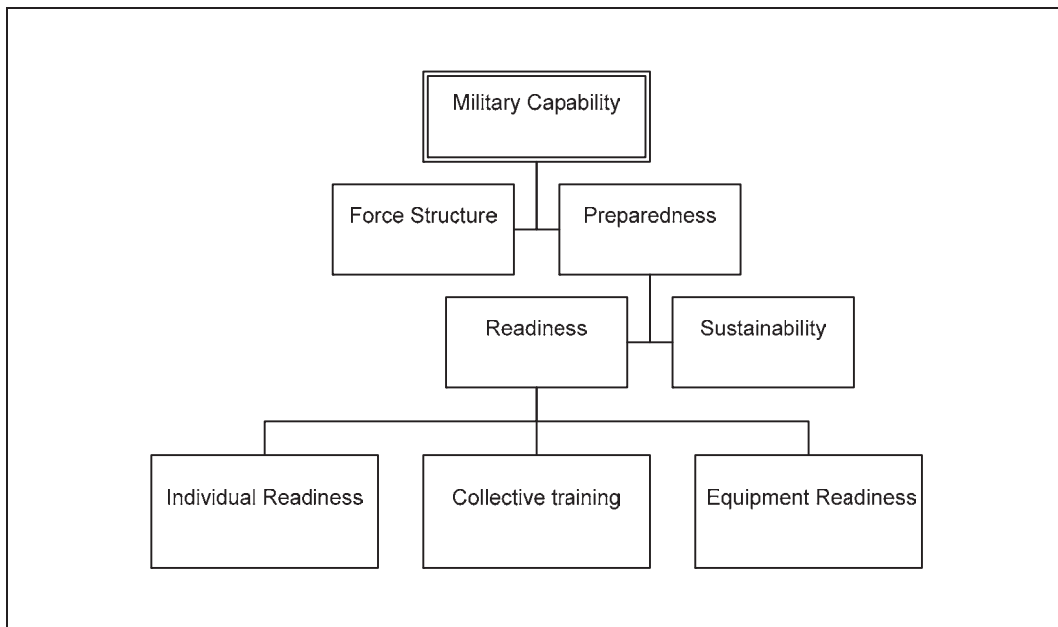 Military Capability
Force Structure
Preparedness
Readiness
Sustainability
Individual Readiness
Collective training
Equipment Readiness